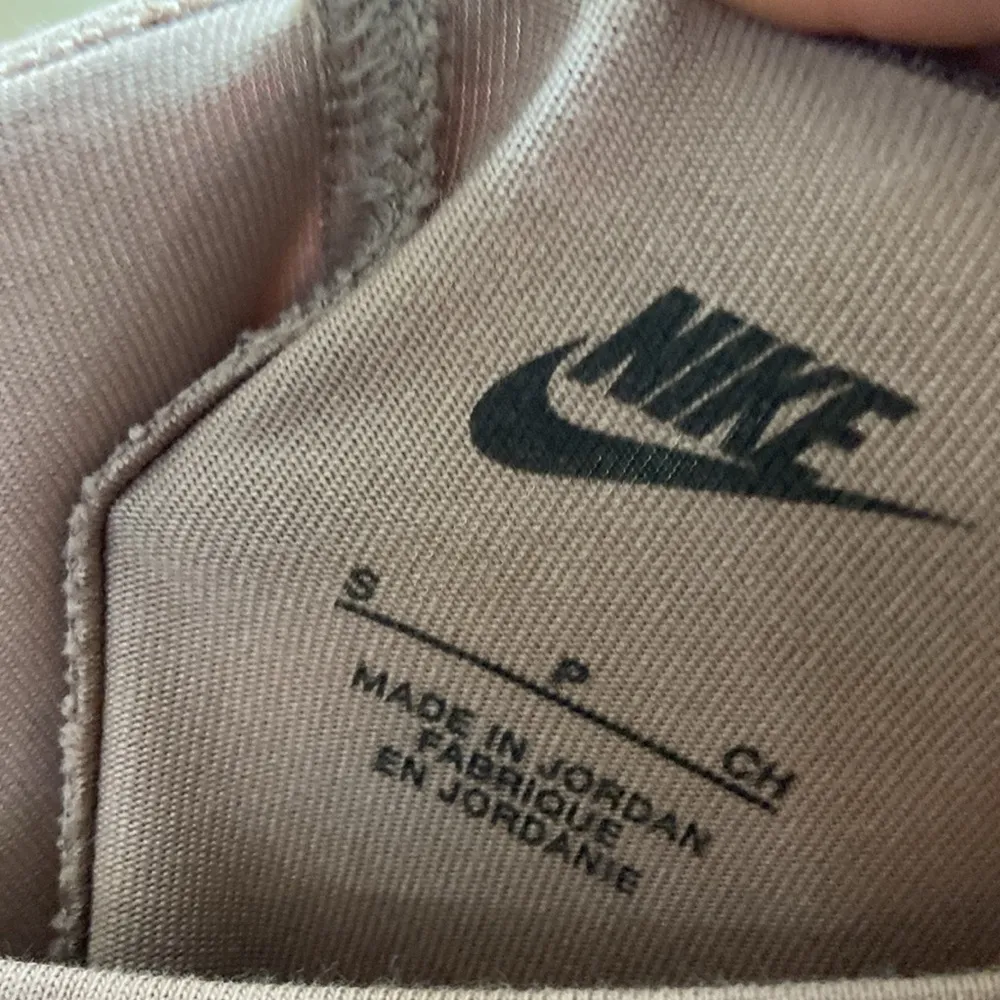 NIKE
S P CH
MADE IN JORDAN
FABRIQUE
EN JORDANIE